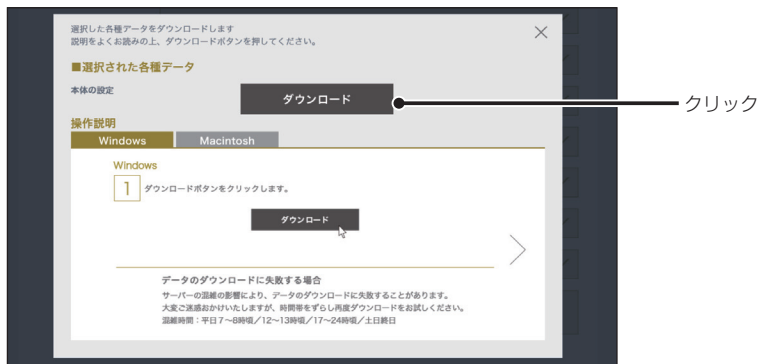 選択した各種データをダウンロードします
説明をよくお読みの上、ダウンロードボタンを押してください。
■選択された各種データ
本体の設定
ダウンロード
クリック
操作説明
Windows
Macintosh
Windows
1
ダウンロードボタンをクリックします。
ダウンロード
データのダウンロードに失敗する場合
サーバーの混雑の影響により、データのダウンロードに失敗することがあります。
大変ご迷惑おかけいたしますが、時間帯をずらし再度ダウンロードをお試しください。
混雑時間：平日7〜8時頃／12〜13時頃／17〜24時頃／土日終日